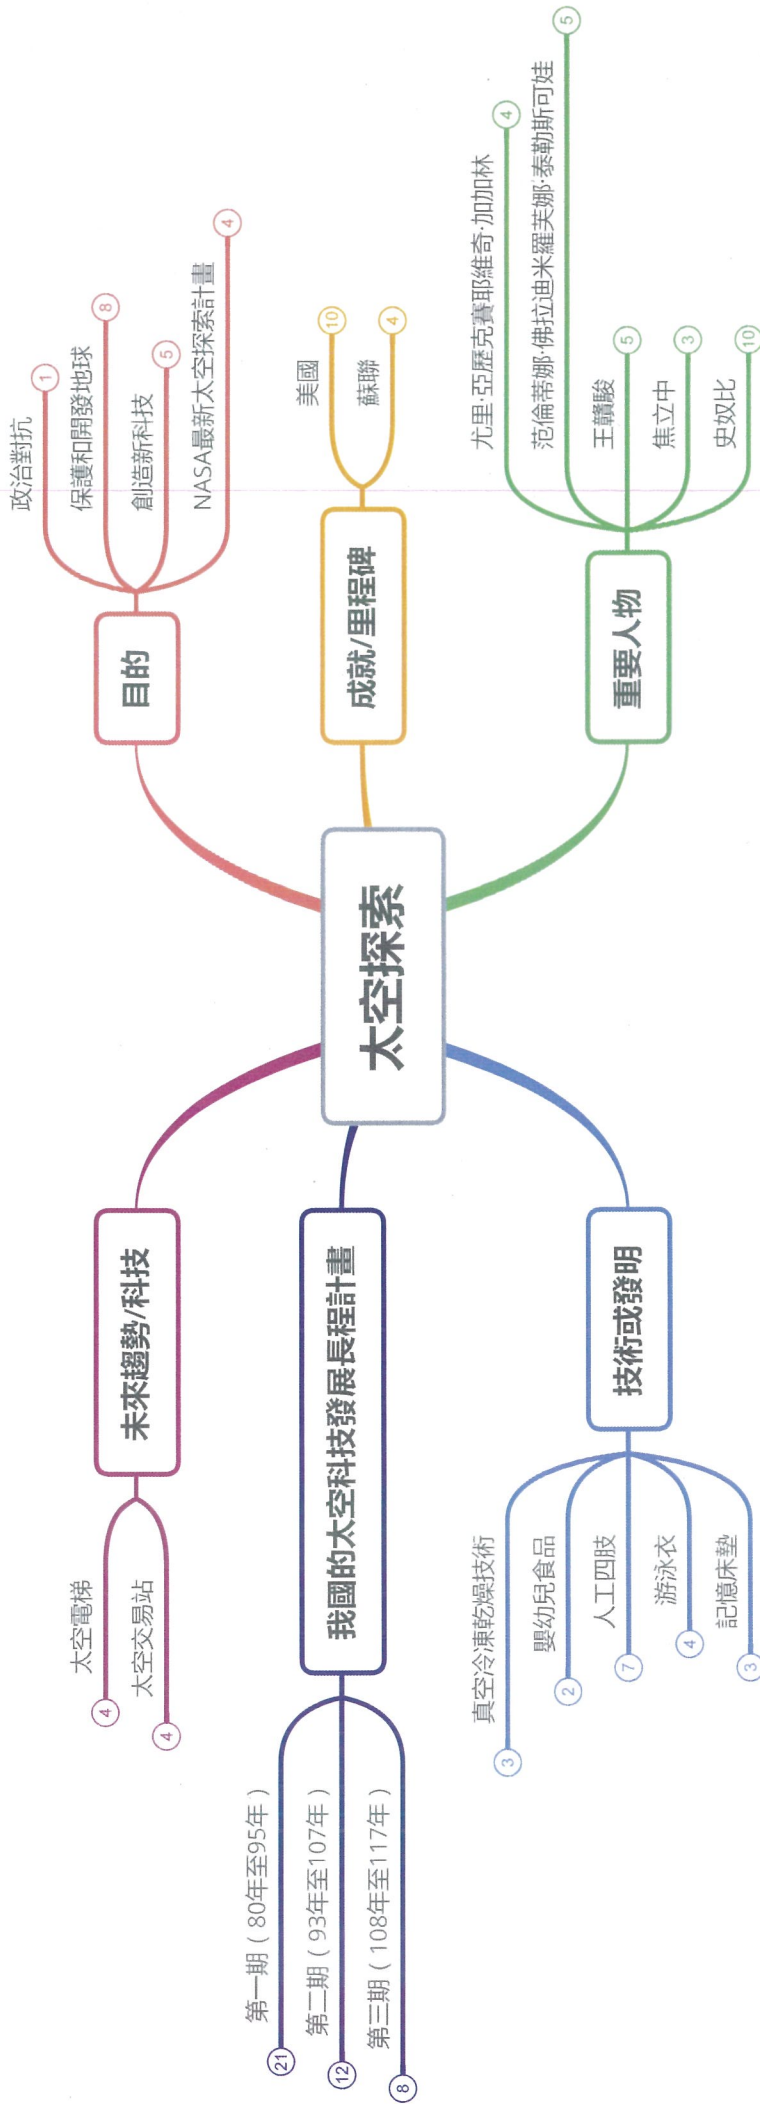 太空探索
目的
政治對抗
1
保護和開發地球
8
創造新科技
5
NASA最新太空探索計畫
4
成就/里程碑
美國
10
蘇聯
4
重要人物
尤里·亞歷克賽耶維奇·加加林
4
范倫蒂娜·佛拉迪米羅芙娜·泰勒斯可娃
5
王贛駿
5
焦立中
3
史奴比
10
未來趨勢/科技
太空電梯
4
太空交易站
4
我國的太空科技發展長程計畫
第一期（80年至95年）
21
第二期（93年至107年）
12
第三期（108年至117年）
8
技術或發明
真空冷凍乾燥技術
3
嬰幼兒食品
2
人工四肢
7
游泳衣
4
記憶床墊
3